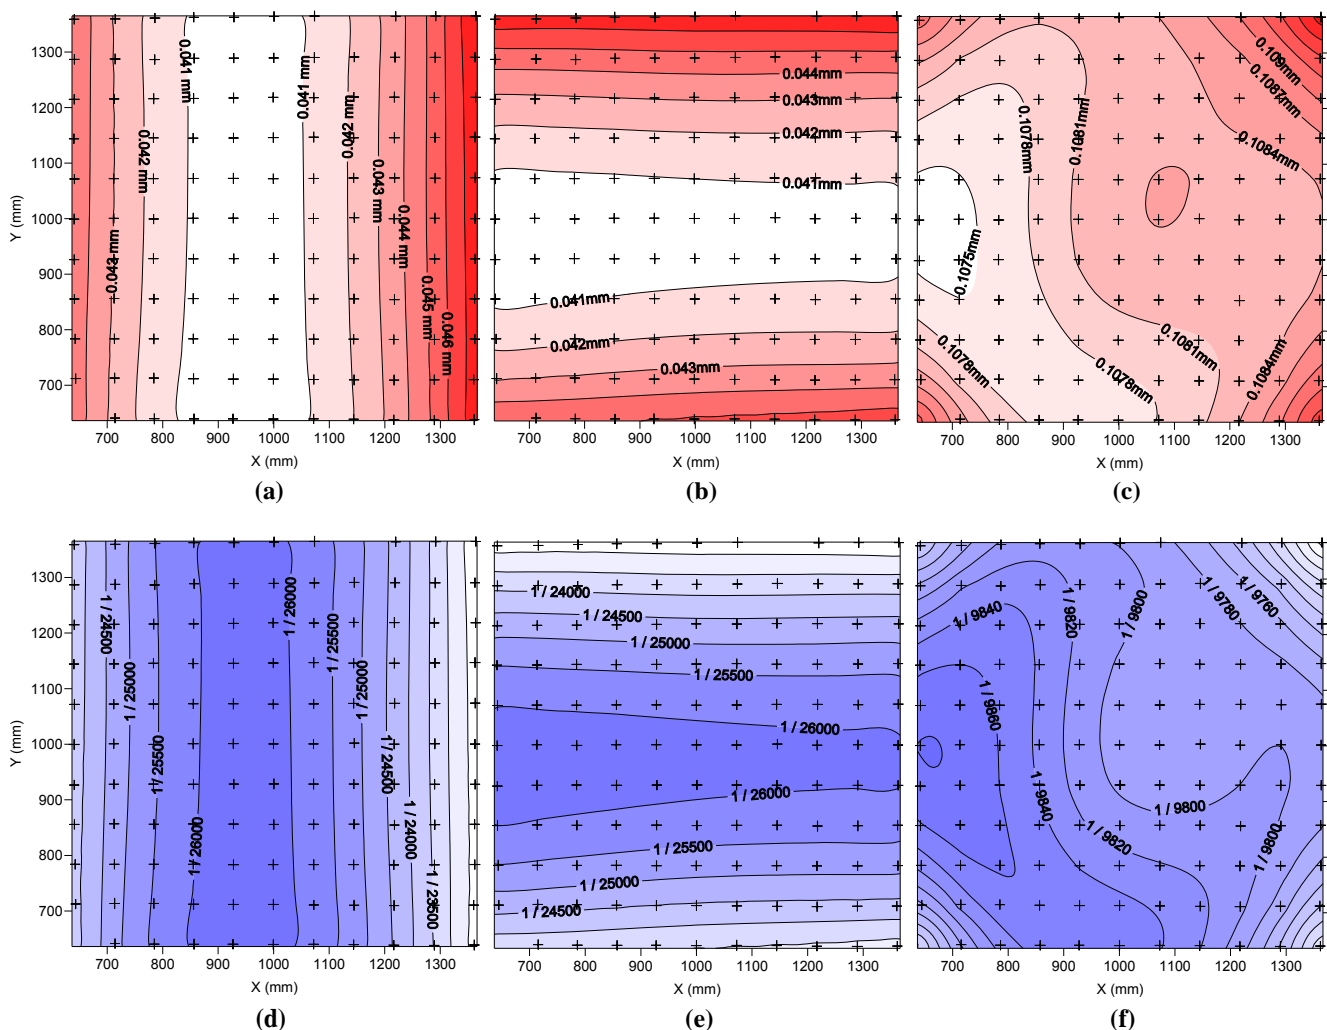 1300
1200
1100
1000
900
800
700
Y (mm)
0.041 mm
0.041 mm
0.042 mm
0.042 mm
0.043 mm
0.043 mm
0.044 mm
0.045 mm
0.046 mm
700 800 900 1000 1100 1200 1300
X (mm)
(a)
0.044mm
0.043mm
0.042mm
0.041mm
0.041mm
0.042mm
0.043mm
700 800 900 1000 1100 1200 1300
X (mm)
(b)
0.109mm
0.1087mm
0.1084mm
0.1081mm
0.1078mm
0.1075mm
0.1078mm
0.1081mm
0.1078mm
0.1084mm
700 800 900 1000 1100 1200 1300
X (mm)
(c)
1300
1200
1100
1000
900
800
700
Y (mm)
1 / 24500
1 / 26000
1 / 25500
1 / 25000
1 / 25000
1 / 25500
1 / 24500
1 / 26000
1 / 24000
1 / 23500
700 800 900 1000 1100 1200 1300
X (mm)
(d)
1 / 24000
1 / 24500
1 / 25000
1 / 25500
1 / 26000
1 / 26000
1 / 25500
1 / 25000
1 / 24500
700 800 900 1000 1100 1200 1300
X (mm)
(e)
1 / 9840
1 / 9820
1 / 9800
1 / 9780
1 / 9760
1 / 9860
1 / 9840
1 / 9820
1 / 9800
1 / 9800
700 800 900 1000 1100 1200 1300
X (mm)
(f)